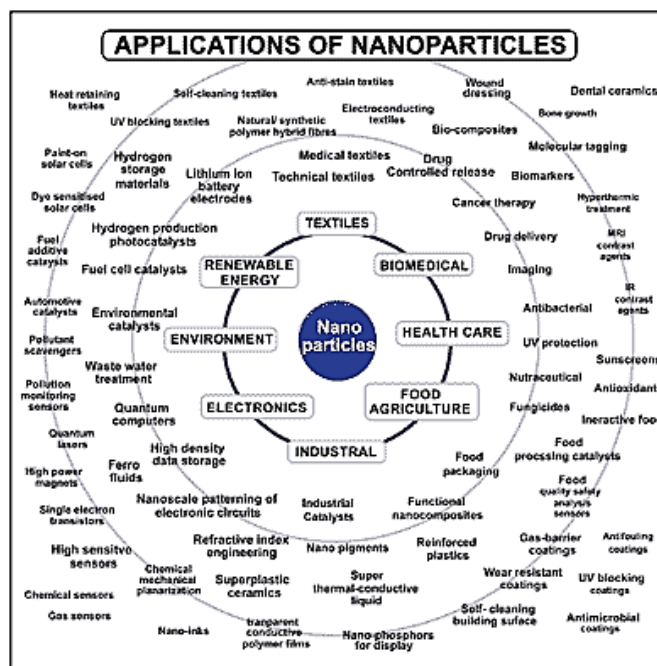 APPLICATIONS OF NANOPARTICLES
Heat retaining
textiles
Self-cleaning textiles
Anti-stain textiles
Wound
dressing
Dental ceramics
UV blocking textiles
Natural/ synthetic
polymer hybrid fibres
Electroconducting
textiles
Bio-composites
Bone growth
Paint-on
solar cells
Hydrogen
storage
materials
Lithium ion
battery
electrodes
Medical textiles
Technical textiles
Drug
Controlled release
Biomarkers
Molecular tagging
Dye sensitised
solar cells
Cancer therapy
Hyperthermic
treatment
TEXTILES
Hydrogen production
photocatalysts
Drug delivery
MRI
contrast
agents
Fuel
additive
cataysts
Fuel cell catalysts
RENEWABLE
ENERGY
BIOMEDICAL
Imaging
IR
contrast
agents
Automotive
catalysts
Environmental
catalysts
ENVIRONMENT
Nano
particles
HEALTH CARE
Antibacterial
Pollutant
scavengers
UV protection
Sunscreens
Waste water
treatment
Nutraceutical
Antioxidant
Pollution
monitoring
sensors
Quantum
computers
ELECTRONICS
FOOD
AGRICULTURE
Fungicides
Ineractive food
Quantum
lasers
High density
data storage
INDUSTRAL
Food
packaging
Food
procssing catalysts
High power
magnets
Ferro
fluids
Food
quality safety
analysis
sensors
Single electron
transistors
Nanoscale patterning of
electronic circuits
Industrial
Catalysts
Functional
nanocomposites
High sensitve
sensors
Refractive index
engineering
Nano pigments
Reinforced
plastics
Gas-barrier
coatings
Antifouling
coatings
Chemical sensors
Chemical
mechanical
planarization
Superplastic
ceramics
Super
thermal-conductive
liquid
Wear resistant
coatings
UV blocking
coatings
Gas sensors
Nano-inks
tranparent
conductive
polymer films
Nano-phosphors
for display
Self- cleaning
building suface
Antimicrobial
coatings